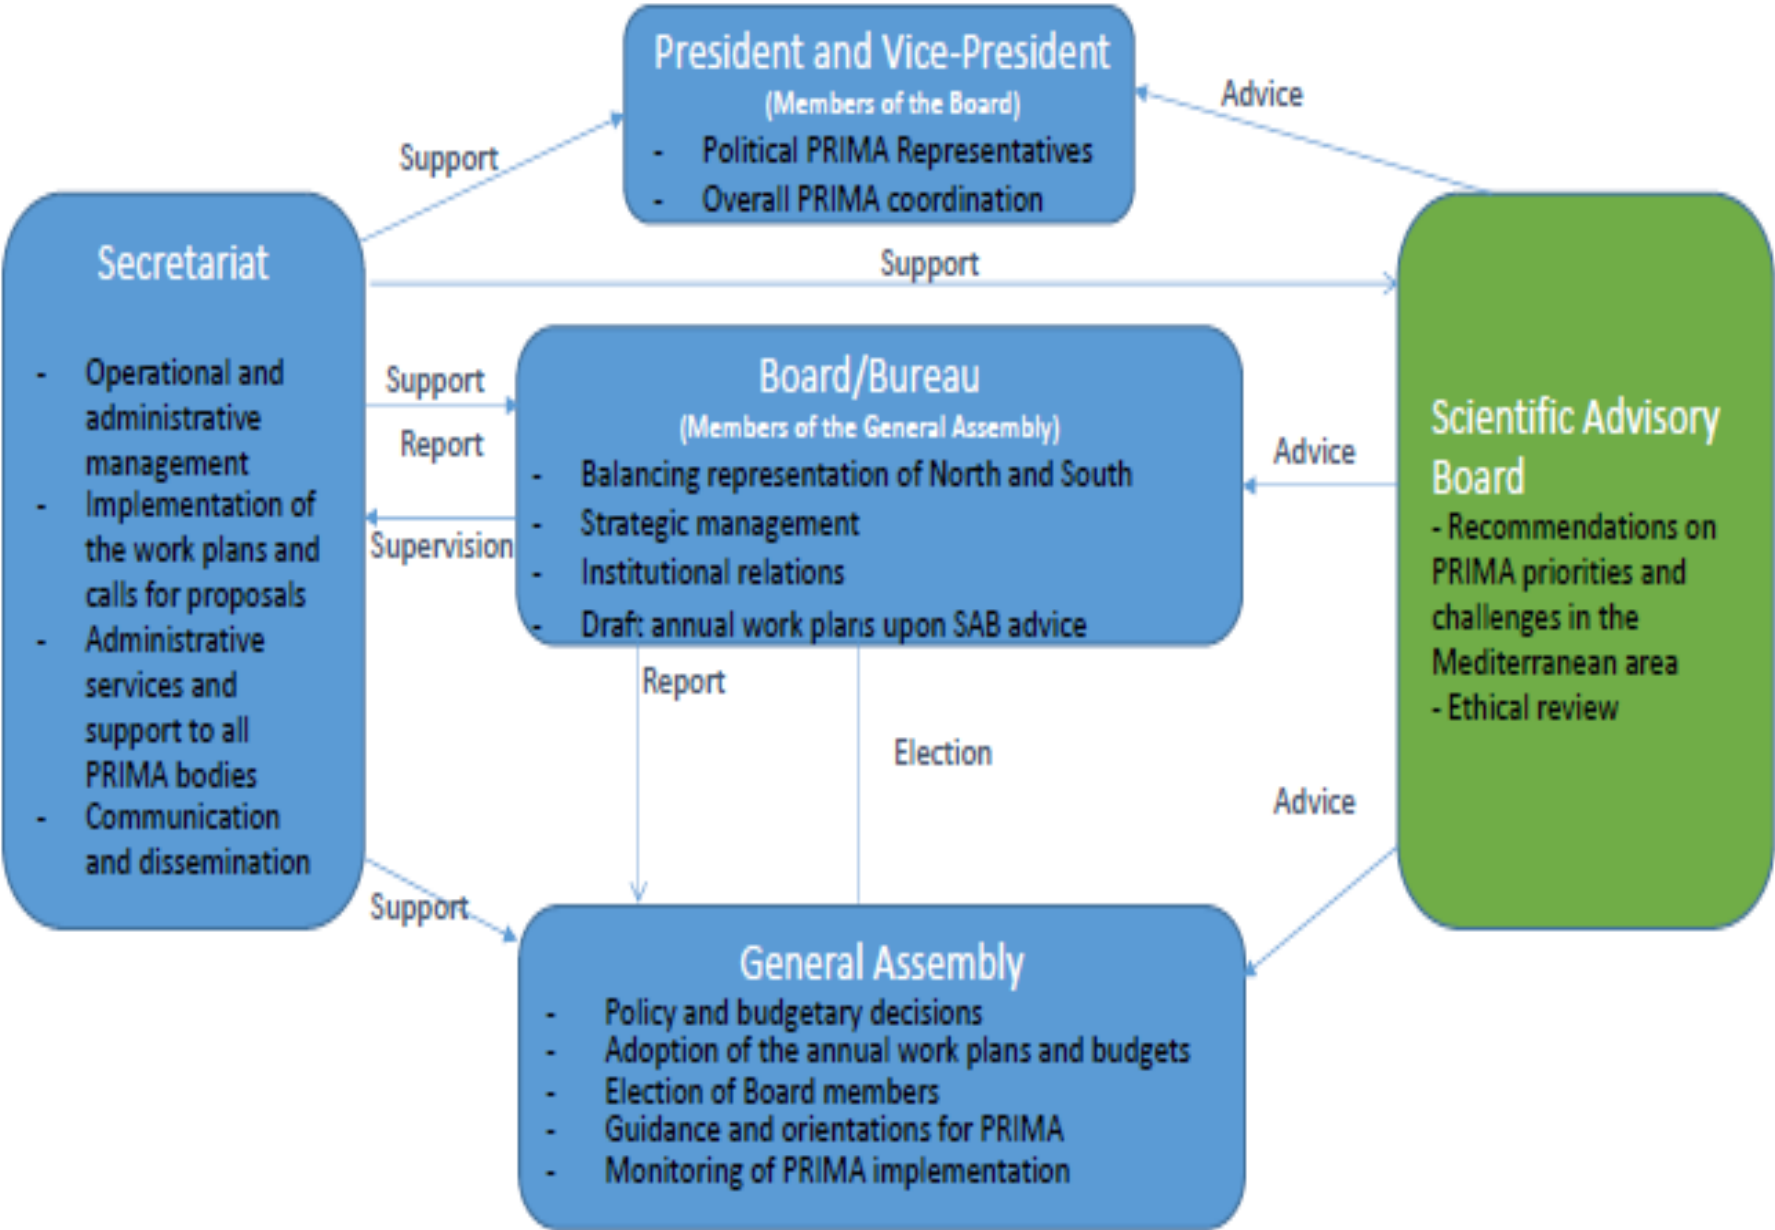 President and Vice-President
(Members of the Board)
- Political PRIMA Representatives
- Overall PRIMA coordination
Advice
Support
Secretariat
- Operational and
administrative
management
- Implementation of
the work plans and
calls for proposals
- Administrative
services and
support to all
PRIMA bodies
- Communication
and dissemination
Support
Support
Report
Supervision
Board/Bureau
(Members of the General Assembly)
- Balancing representation of North and South
- Strategic management
- Institutional relations
- Draft annual work plans upon SAB advice
Advice
Scientific Advisory
Board
- Recommendations on
PRIMA priorities and
challenges in the
Mediterranean area
- Ethical review
Report
Election
Advice
Support
General Assembly
- Policy and budgetary decisions
- Adoption of the annual work plans and budgets
- Election of Board members
- Guidance and orientations for PRIMA
- Monitoring of PRIMA implementation